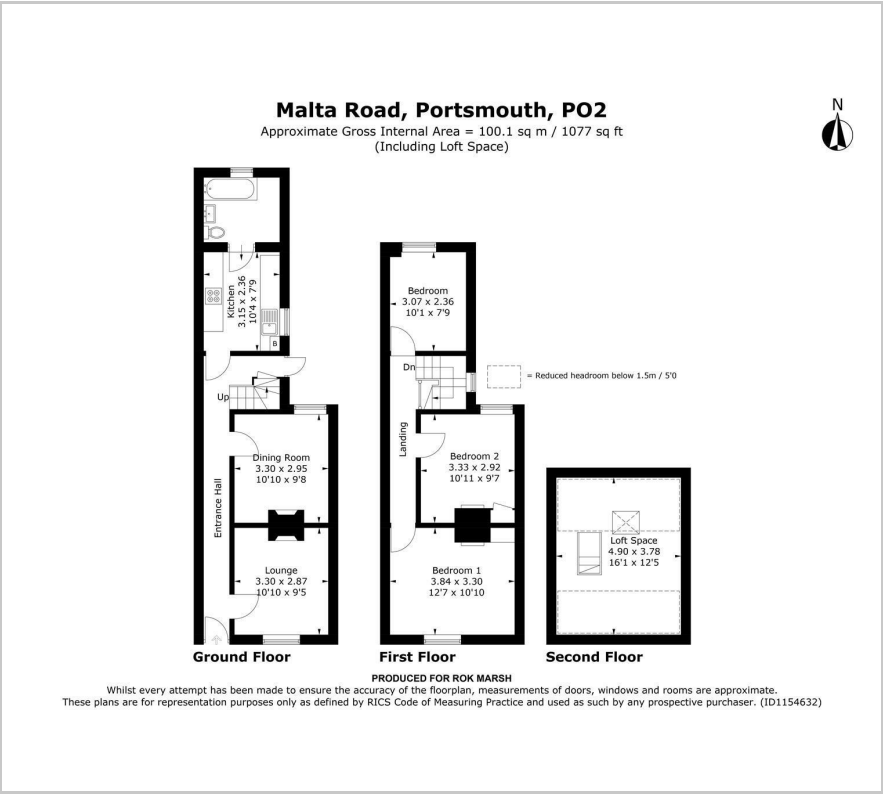 Malta Road, Portsmouth, PO2
Approximate Gross Internal Area = 100.1 sq m / 1077 sq ft
(Including Loft Space)
N
Kitchen
3.15 x 2.36
10'4 x 7'9
B
Up
Dining Room
3.30 x 2.95
10'10 x 9'8
Entrance Hall
Lounge
3.30 x 2.87
10'10 x 9'5
Ground Floor
Bedroom
3.07 x 2.36
10'1 x 7'9
Dn
= Reduced headroom below 1.5m / 5'0
Landing
Bedroom 2
3.33 x 2.92
10'11 x 9'7
Bedroom 1
3.84 x 3.30
12'7 x 10'10
First Floor
Loft Space
4.90 x 3.78
16'1 x 12'5
Second Floor
PRODUCED FOR ROK MARSH
Whilst every attempt has been made to ensure the accuracy of the floorplan, measurements of doors, windows and rooms are approximate.
These plans are for representation purposes only as defined by RICS Code of Measuring Practice and used as such by any prospective purchaser. (ID1154632)